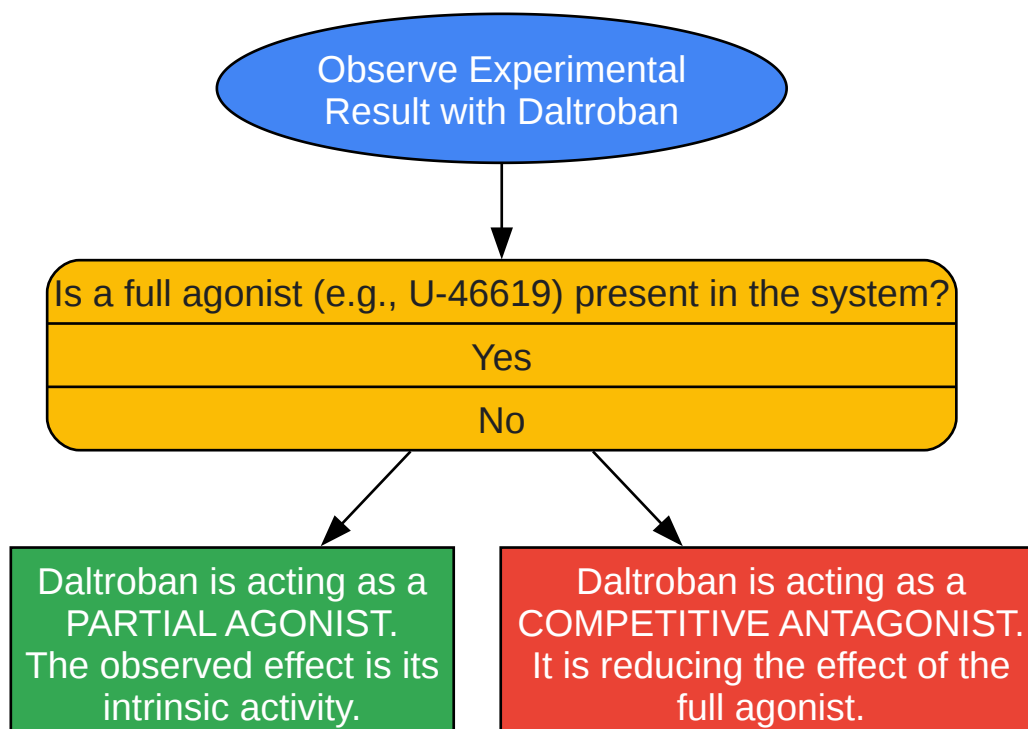 Observe Experimental
Result with Daltroban
Is a full agonist (e.g., U-46619) present in the system?
Yes
No
Daltroban is acting as a
PARTIAL AGONIST.
The observed effect is its
intrinsic activity.
Daltroban is acting as a
COMPETITIVE ANTAGONIST.
It is reducing the effect of the
full agonist.